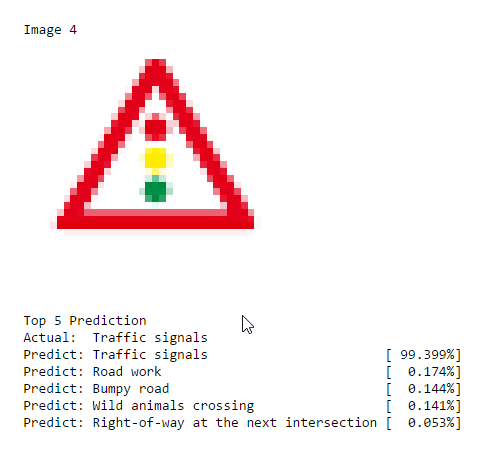 Image 4
Top 5 Prediction
Actual:  Traffic signals
Predict: Traffic signals                       [ 99.399%]
Predict: Road work                             [  0.174%]
Predict: Bumpy road                            [  0.144%]
Predict: Wild animals crossing                 [  0.141%]
Predict: Right-of-way at the next intersection [  0.053%]